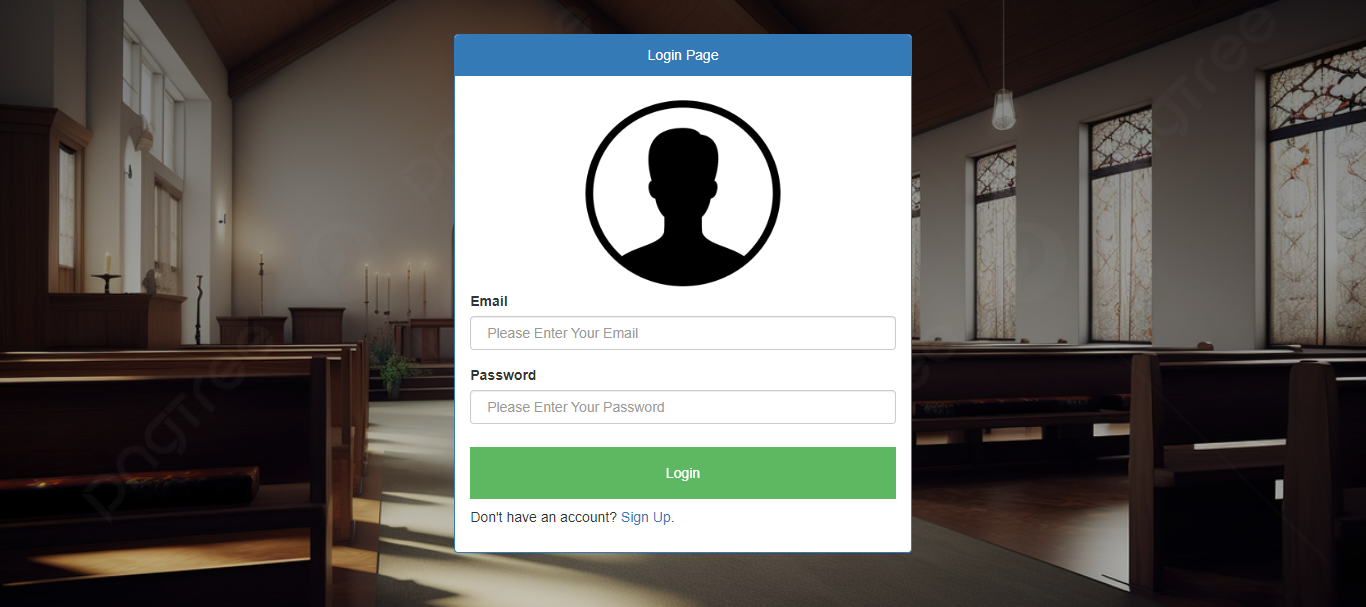 Login Page
Email
Please Enter Your Email
Password
Please Enter Your Password
Login
Don't have an account? Sign Up.
pngtree
pngtree